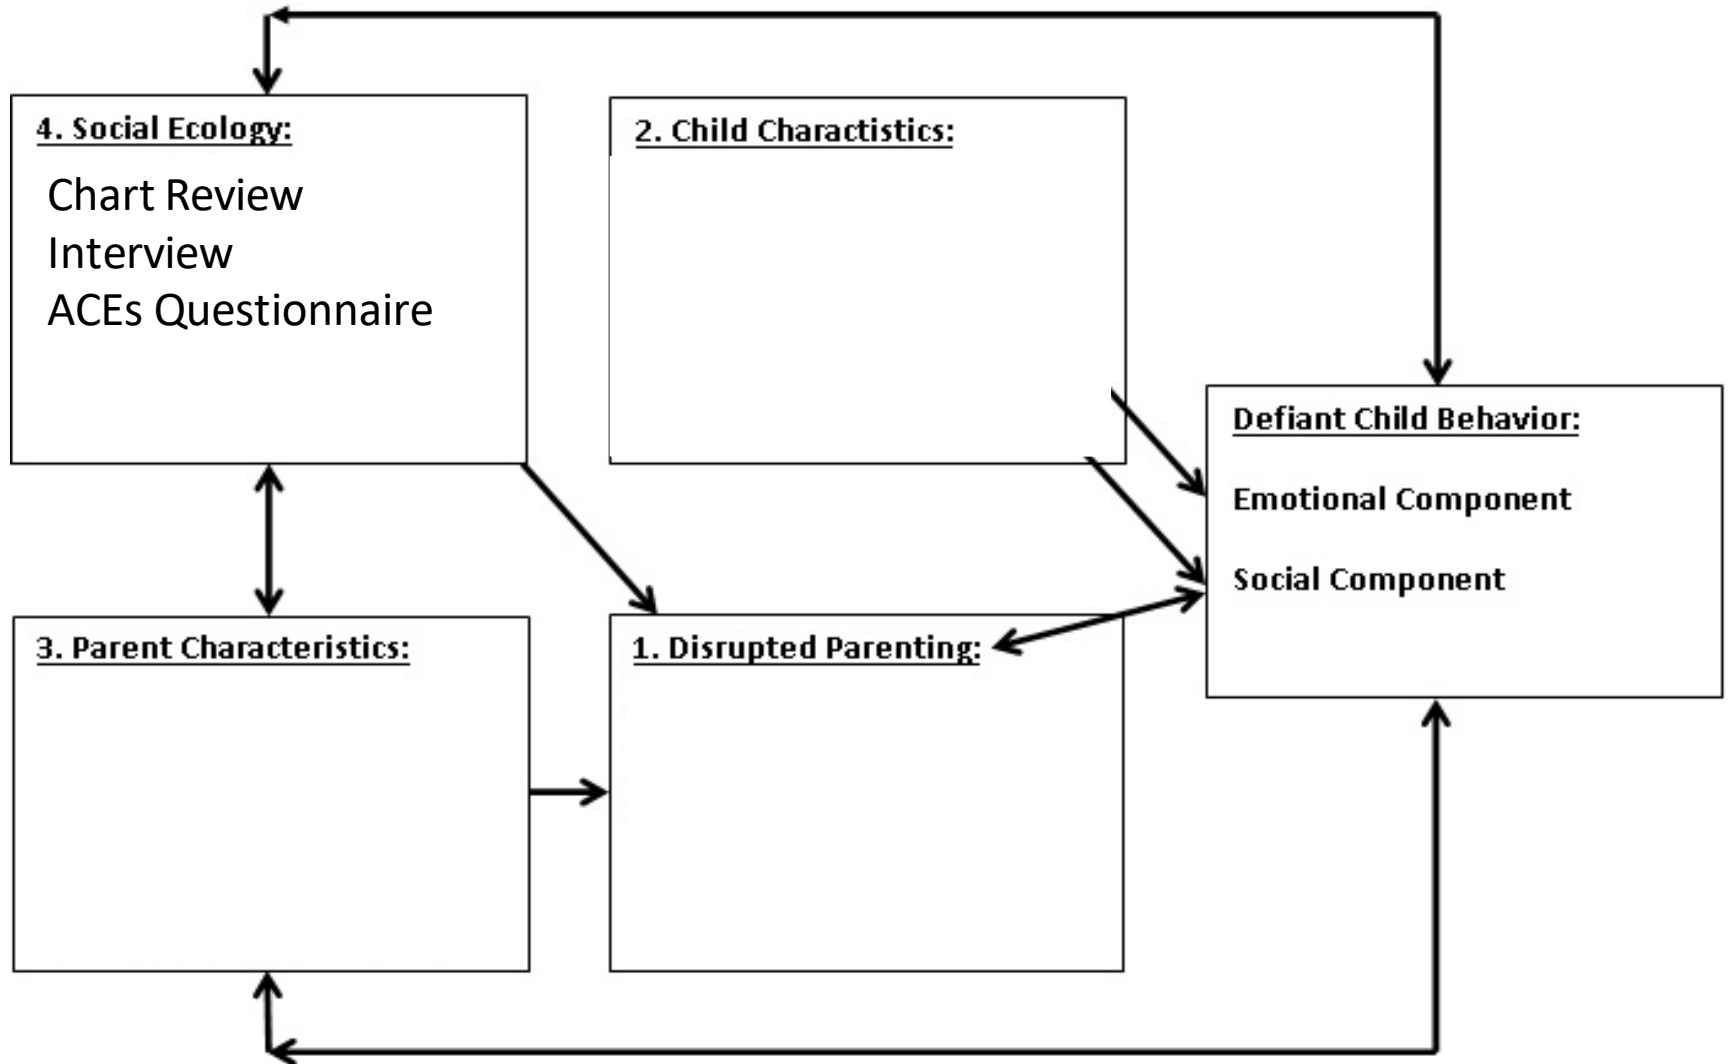 4. Social Ecology:
Chart Review
Interview
ACEs Questionnaire
2. Child Charactistics:
Defiant Child Behavior:
Emotional Component
Social Component
3. Parent Characteristics:
1. Disrupted Parenting: